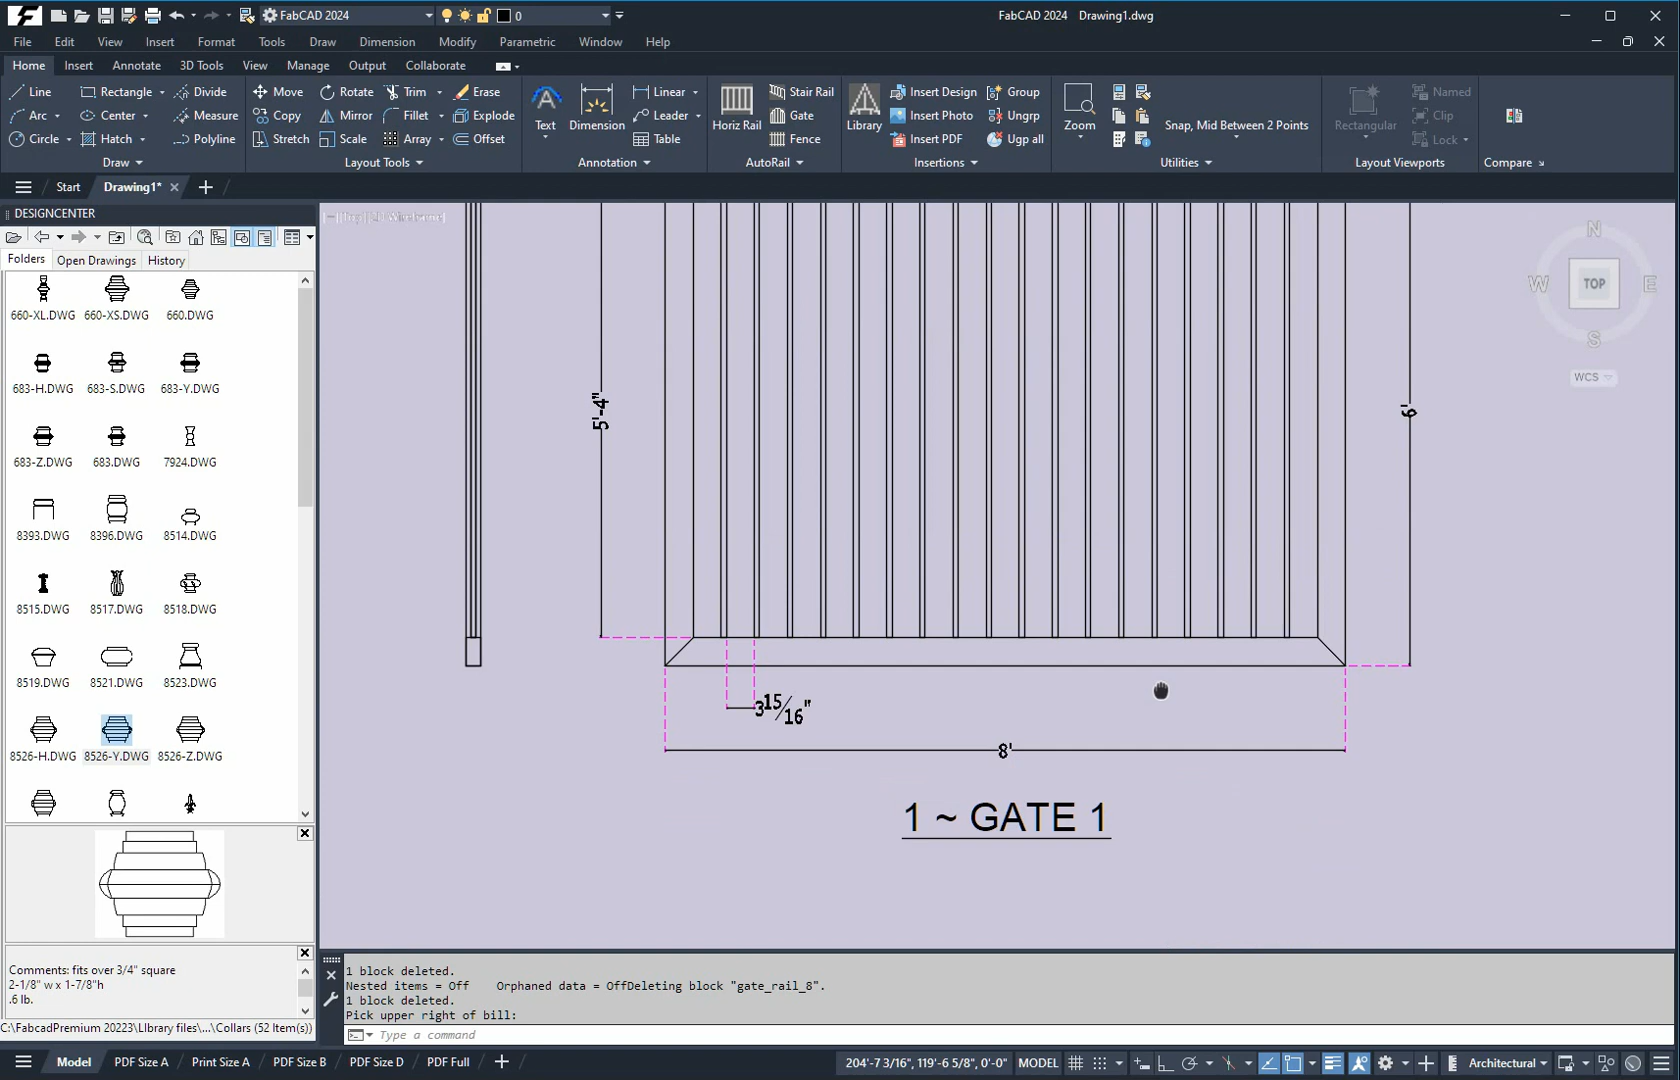 FabCAD 2024 0 FabCAD 2024 Drawing1.dwg
File Edit View Insert Format Tools Draw Dimension Modify Parametric Window Help
Home Insert Annotate 3D Tools View Manage Output Collaborate
Line Rectangle Divide Move Rotate Trim Erase Linear Stair Rail Insert Design Group Named
Arc Center Measure Copy Mirror Fillet Explode Leader Gate Insert Photo Ungrp Clip
Text Dimension Horiz Rail Library Zoom Snap, Mid Between 2 Points Rectangular
Circle Hatch Polyline Stretch Scale Array Offset Table Fence Insert PDF Ugp all Lock
Draw Layout Tools Annotation AutoRail Insertions Utilities Layout Viewports Compare
Start Drawing1* 
DESIGNCENTER
[−][Top][2D Wireframe]
Folders Open Drawings History
660-XL.DWG 660-XS.DWG 660.DWG
683-H.DWG 683-S.DWG 683-Y.DWG
683-Z.DWG 683.DWG 7924.DWG
8393.DWG 8396.DWG 8514.DWG
8515.DWG 8517.DWG 8518.DWG
8519.DWG 8521.DWG 8523.DWG
8526-H.DWG 8526-Y.DWG 8526-Z.DWG
Comments: fits over 3/4" square
2-1/8" w x 1-7/8"h
.6 lb.
C:\FabcadPremium 20223\LIbrary files\...\Collars (52 Item(s))
N
W TOP E
S
WCS
5'-4"
6'
3 15/16"
8'
1 ~ GATE 1
1 block deleted.
Nested items = Off Orphaned data = OffDeleting block "gate_rail_8".
1 block deleted.
Pick upper right of bill:
Type a command
Model PDF Size A Print Size A PDF Size B PDF Size D PDF Full
204'-7 3/16", 119'-6 5/8", 0'-0" MODEL Architectural